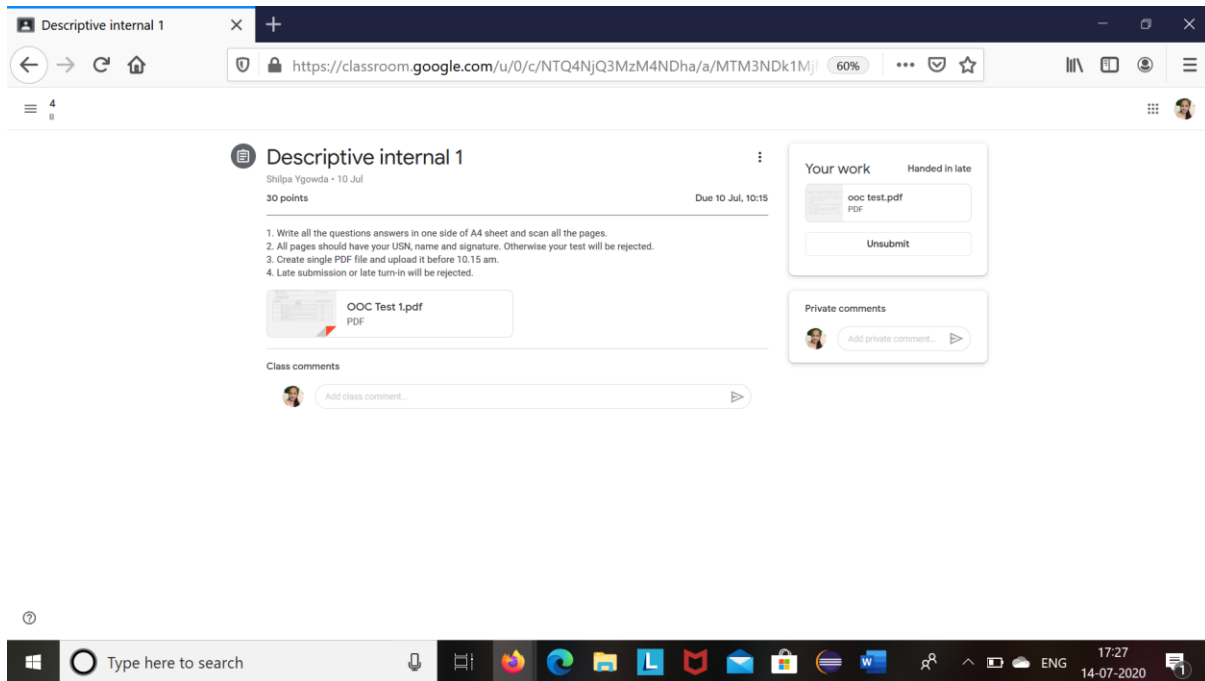 Descriptive internal 1
https://classroom.google.com/u/0/c/NTQ4NjQ3MzM4NDha/a/MTM3NDk1Mj
60%
4
B
Descriptive internal 1
Shilpa Ygowda • 10 Jul
30 points
Due 10 Jul, 10:15
1. Write all the questions answers in one side of A4 sheet and scan all the pages.
2. All pages should have your USN, name and signature. Otherwise your test will be rejected.
3. Create single PDF file and upload it before 10.15 am.
4. Late submission or late turn-in will be rejected.
OOC Test 1.pdf
PDF
Class comments
Add class comment...
Your work
Handed in late
ooc test.pdf
PDF
Unsubmit
Private comments
Add private comment...
Type here to search
L
W
ENG
17:27
14-07-2020
1